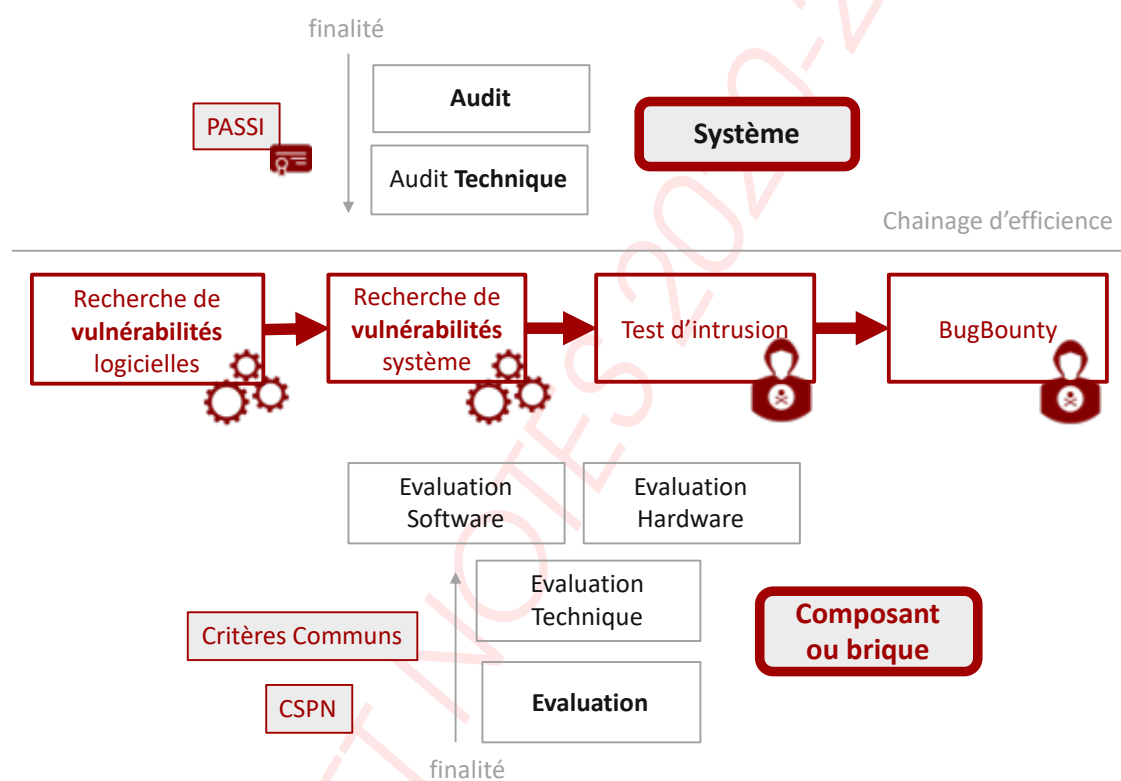 finalité
Audit
PASSI
Système
Audit Technique
Chainage d'efficience
Recherche de
vulnérabilités
logicielles
Recherche de
vulnérabilités
système
Test d'intrusion
BugBounty
Evaluation
Software
Evaluation
Hardware
Evaluation
Technique
Critères Communs
Composant
ou brique
CSPN
Evaluation
finalité
NOTES